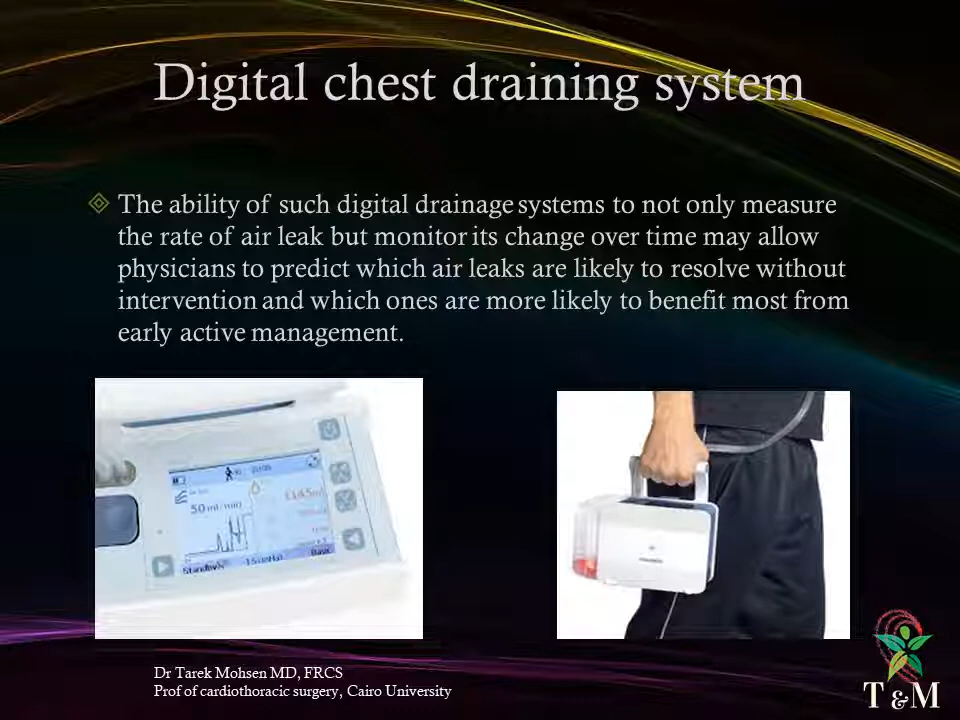 Digital chest draining system
The ability of such digital drainage systems to not only measure
the rate of air leak but monitor its change over time may allow
physicians to predict which air leaks are likely to resolve without
intervention and which ones are more likely to benefit most from
early active management.
50 ml/min
Standby
Basic
Dr Tarek Mohsen MD, FRCS
Prof of cardiothoracic surgery, Cairo University
T & M